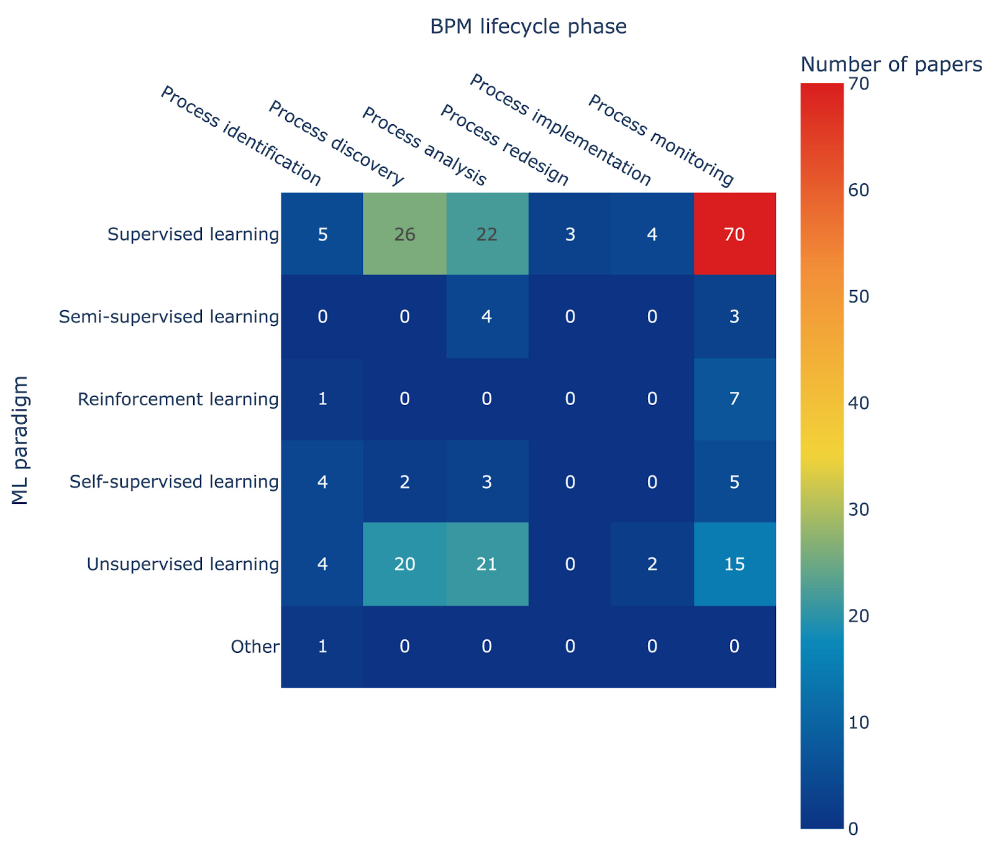 BPM lifecycle phase
Number of papers
Process identification
Process discovery
Process analysis
Process redesign
Process implementation
Process monitoring
ML paradigm
Supervised learning 5 26 22 3 4 70
Semi-supervised learning 0 0 4 0 0 3
Reinforcement learning 1 0 0 0 0 7
Self-supervised learning 4 2 3 0 0 5
Unsupervised learning 4 20 21 0 2 15
Other 1 0 0 0 0 0
70
60
50
40
30
20
10
0